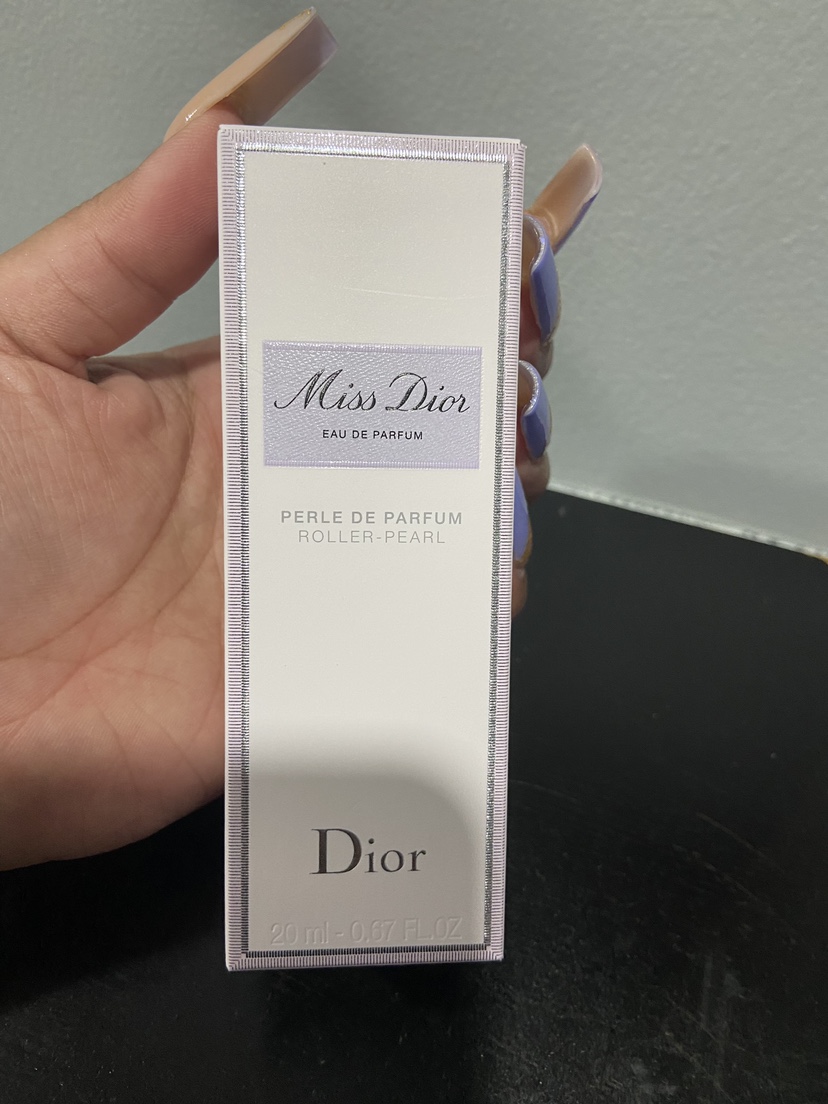 Miss Dior
EAU DE PARFUM
PERLE DE PARFUM
ROLLER-PEARL
Dior
20 ml - 0.67 FL.OZ